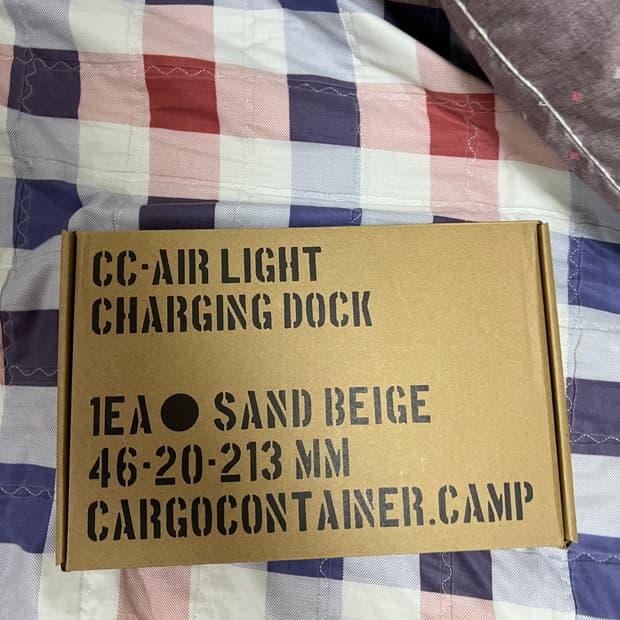 CC-AIR LIGHT
CHARGING DOCK
1EA ● SAND BEIGE
46-20-213 MM
CARGOCONTAINER.CAMP